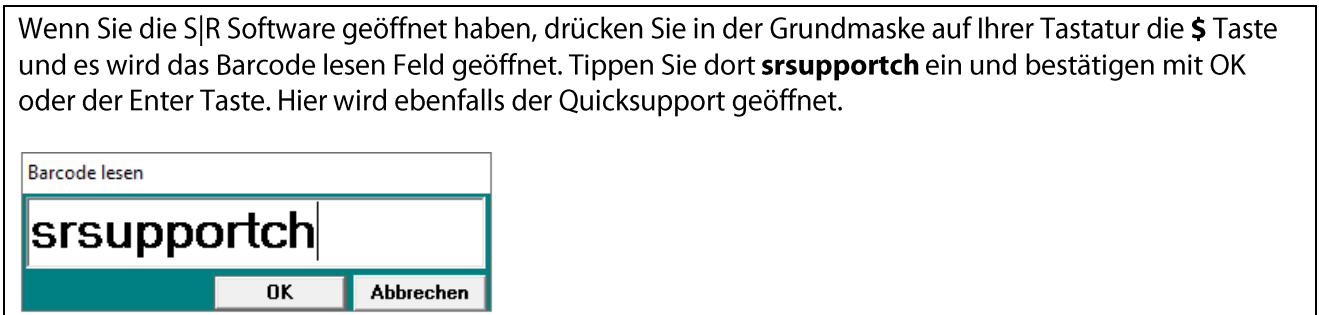 Wenn Sie die S|R Software geöffnet haben, drücken Sie in der Grundmaske auf Ihrer Tastatur die $ Taste
und es wird das Barcode lesen Feld geöffnet. Tippen Sie dort srsupportch ein und bestätigen mit OK
oder der Enter Taste. Hier wird ebenfalls der Quicksupport geöffnet.
Barcode lesen
srsupportch
OK Abbrechen